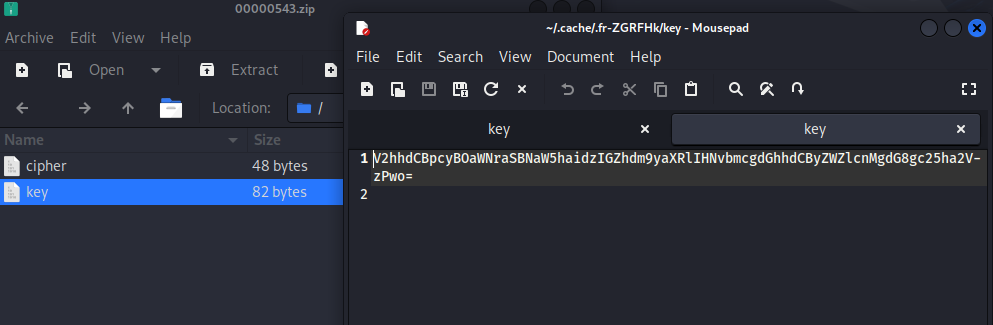 00000543.zip
Archive Edit View Help
Open Extract
Location: /
Name Size
cipher 48 bytes
key 82 bytes
~/.cache/.fr-ZGRFHk/key - Mousepad
File Edit Search View Document Help
key key
1 V2hhdCBpcyBOaWNraSBNaW5haidzIGZhdm9yaXRlIHNvbmcgdGhhdCByZWZlcnMgdG8gc25ha2V-
zPwo=
2